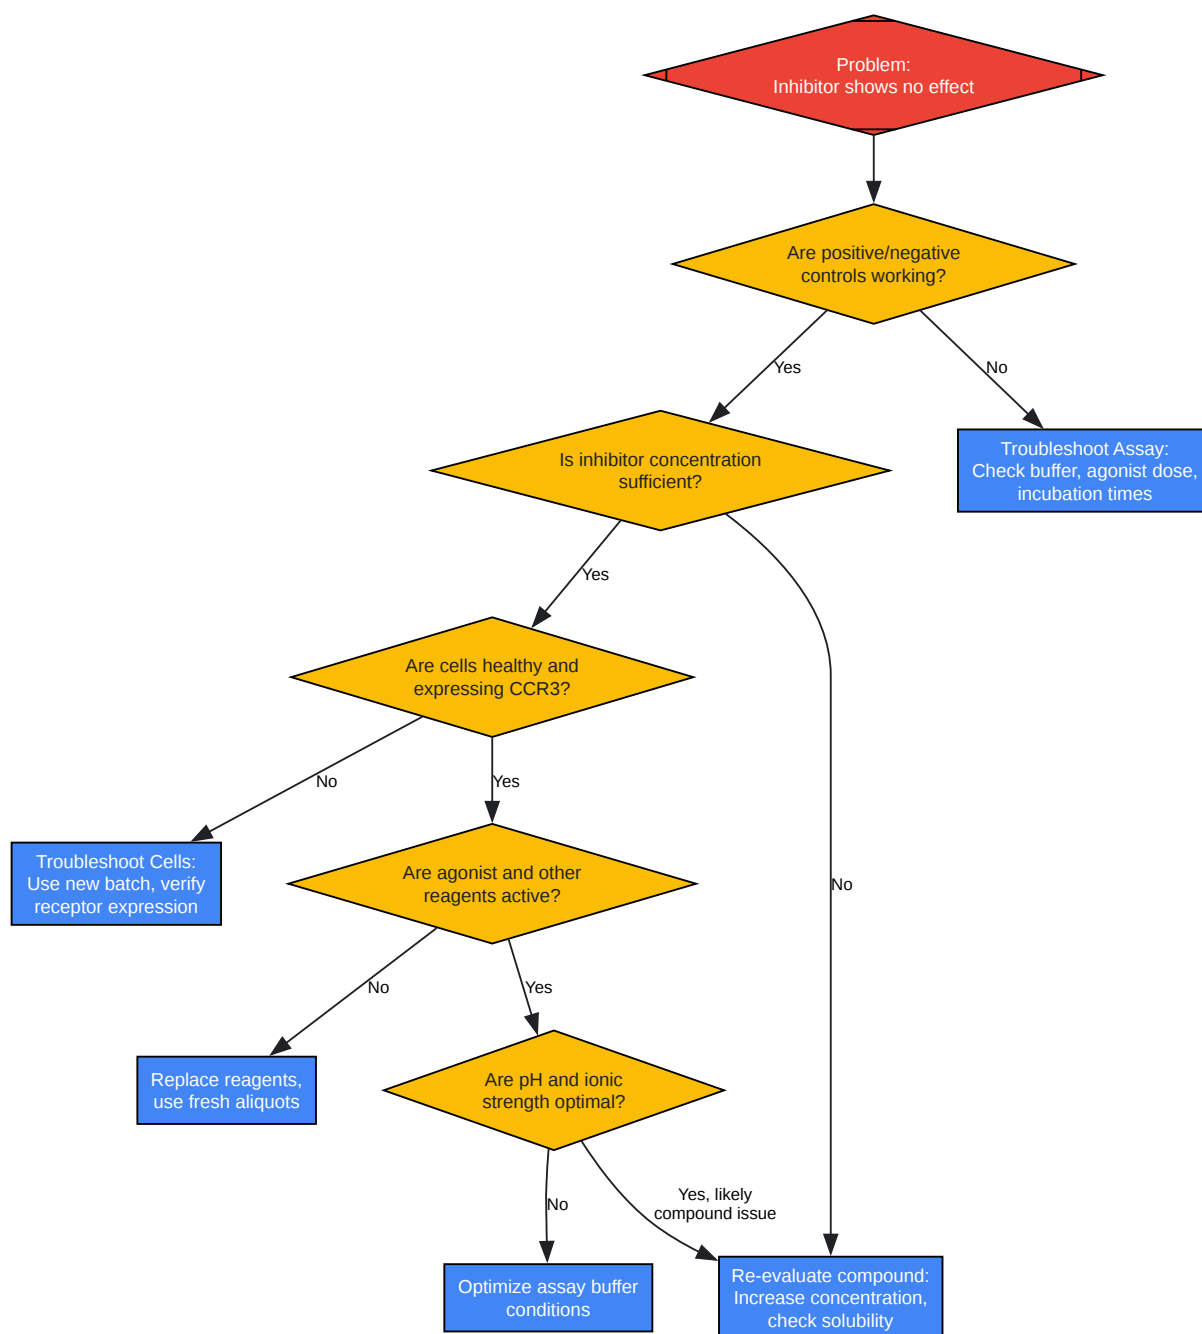 Problem:
Inhibitor shows no effect
Are positive/negative
controls working?
Yes
No
Is inhibitor concentration
sufficient?
Troubleshoot Assay:
Check buffer, agonist dose,
incubation times
Yes
Are cells healthy and
expressing CCR3?
No
Yes
Troubleshoot Cells:
Use new batch, verify
receptor expression
Are agonist and other
reagents active?
No
No
Yes
Replace reagents,
use fresh aliquots
Are pH and ionic
strength optimal?
No
Yes, likely
compound issue
Optimize assay buffer
conditions
Re-evaluate compound:
Increase concentration,
check solubility